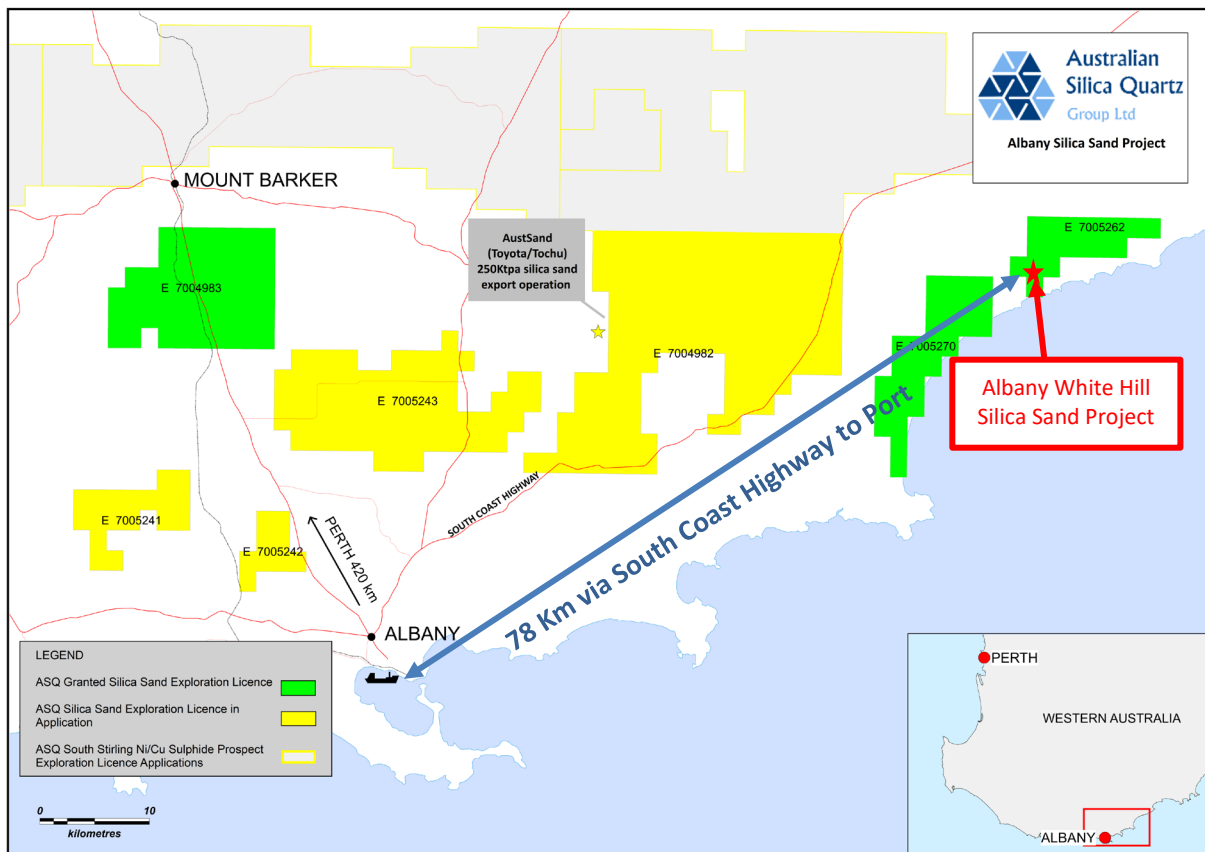 Australian
Silica Quartz
Group Ltd
Albany Silica Sand Project
MOUNT BARKER
AustSand
(Toyota/Tochu)
250Ktpa silica sand
export operation
E 7005262
E 7004983
E 7004982
E 7005270
Albany White Hill
Silica Sand Project
E 7005243
78 Km via South Coast Highway to Port
SOUTH COAST HIGHWAY
E 7005241
E 7005242
PERTH 420 km
ALBANY
LEGEND
ASQ Granted Silica Sand Exploration Licence
ASQ Silica Sand Exploration Licence in
Application
ASQ South Stirling Ni/Cu Sulphide Prospect
Exploration Licence Applications
0 10
kilometres
PERTH
WESTERN AUSTRALIA
ALBANY